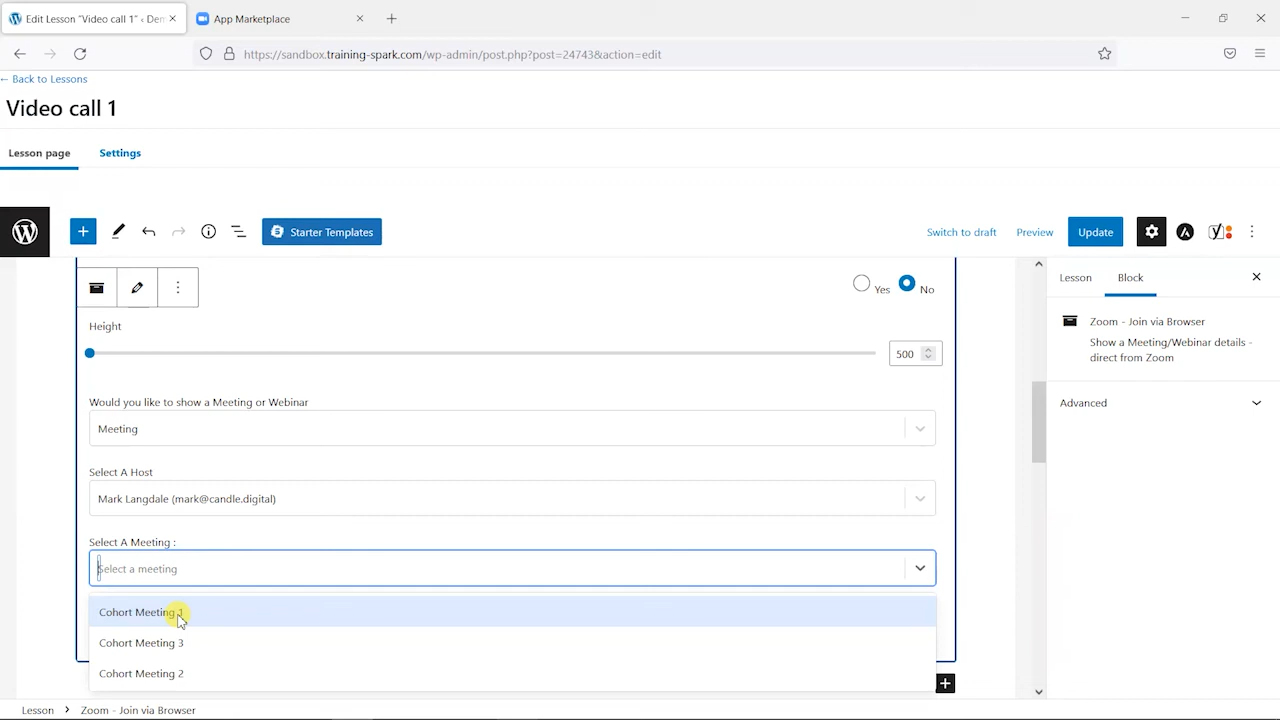 Edit Lesson "Video call 1" ‹ Dem
App Marketplace
https://sandbox.training-spark.com/wp-admin/post.php?post=24743&action=edit
← Back to Lessons
Video call 1
Lesson page
Settings
Starter Templates
Switch to draft
Preview
Update
Yes
No
Height
500
Would you like to show a Meeting or Webinar
Meeting
Select A Host
Mark Langdale (mark@candle.digital)
Select A Meeting :
Select a meeting
Cohort Meeting 1
Cohort Meeting 3
Cohort Meeting 2
Lesson
Block
Zoom - Join via Browser
Show a Meeting/Webinar details -
direct from Zoom
Advanced
Lesson > Zoom - Join via Browser